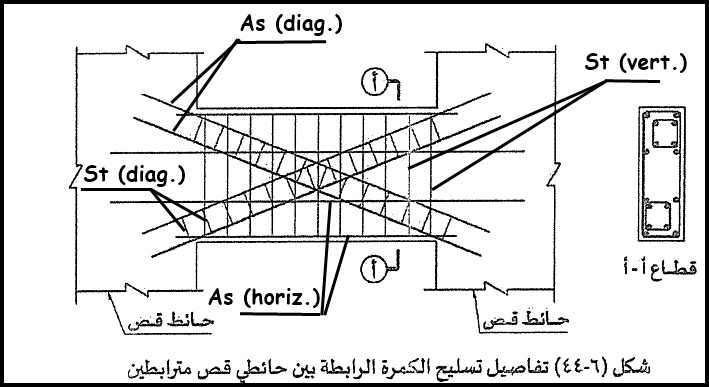 As (diag.)
أ
St (vert.)
St (diag.)
قطاع أ-أ
أ
As (horiz.)
حائط قص
حائط قص
شكل (٦-٤٤) تفاصيل تسليح الكمرة الرابطة بين حائطي قص مترابطين